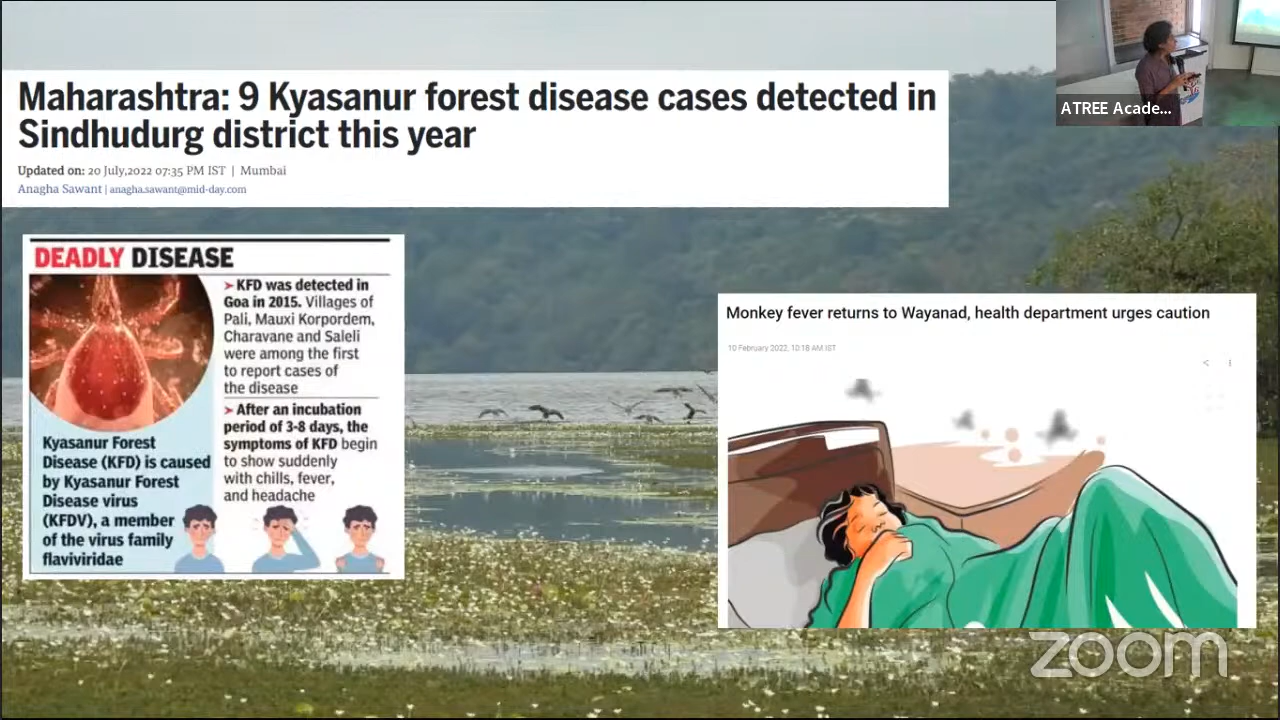 Maharashtra: 9 Kyasanur forest disease cases detected in
Sindhudurg district this year
Updated on: 20 July,2022 07:35 PM IST | Mumbai
Anagha Sawant | anagha.sawant@mid-day.com
ATREE Acade...
DEADLY DISEASE
➤KFD was detected in
Goa in 2015. Villages of
Pali, Mauxi Korpordem,
Charavane and Saleli
were among the first
to report cases of
the disease
➤After an incubation
period of 3-8 days, the
symptoms of KFD begin
to show suddenly
with chills, fever,
and headache
Kyasanur Forest
Disease (KFD) is caused
by Kyasanur Forest
Disease virus
(KFDV), a member
of the virus family
flaviviridae
Monkey fever returns to Wayanad, health department urges caution
10 February 2022, 10:18 AM IST
zoom